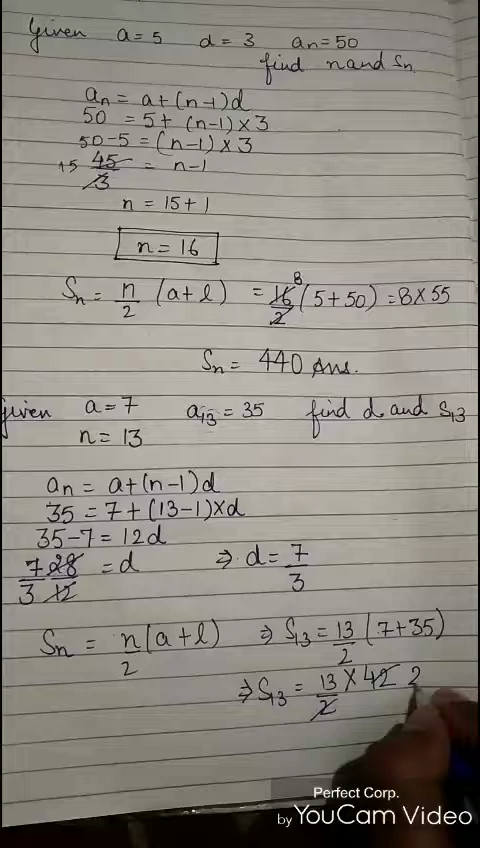 Given a=5 d=3 an=50
find n and Sn
an = a+(n-1)d
50 = 5+(n-1)×3
50-5=(n-1)×3
15 45/3 = n-1
n = 15+1
n = 16
Sn = n/2 (a+l) = 8 16/2 (5+50) = 8×55
Sn = 440 Ans.
given a=7 a13=35 find d and S13
n=13
an = a+(n-1)d
35=7+(13-1)×d
35-7=12d
7/3 28/12 =d ⇒ d=7/3
Sn = n/2(a+l) ⇒ S13=13/2(7+35)
⇒ S13 = 13/2 × 42 2
Perfect Corp.
by YouCam Video